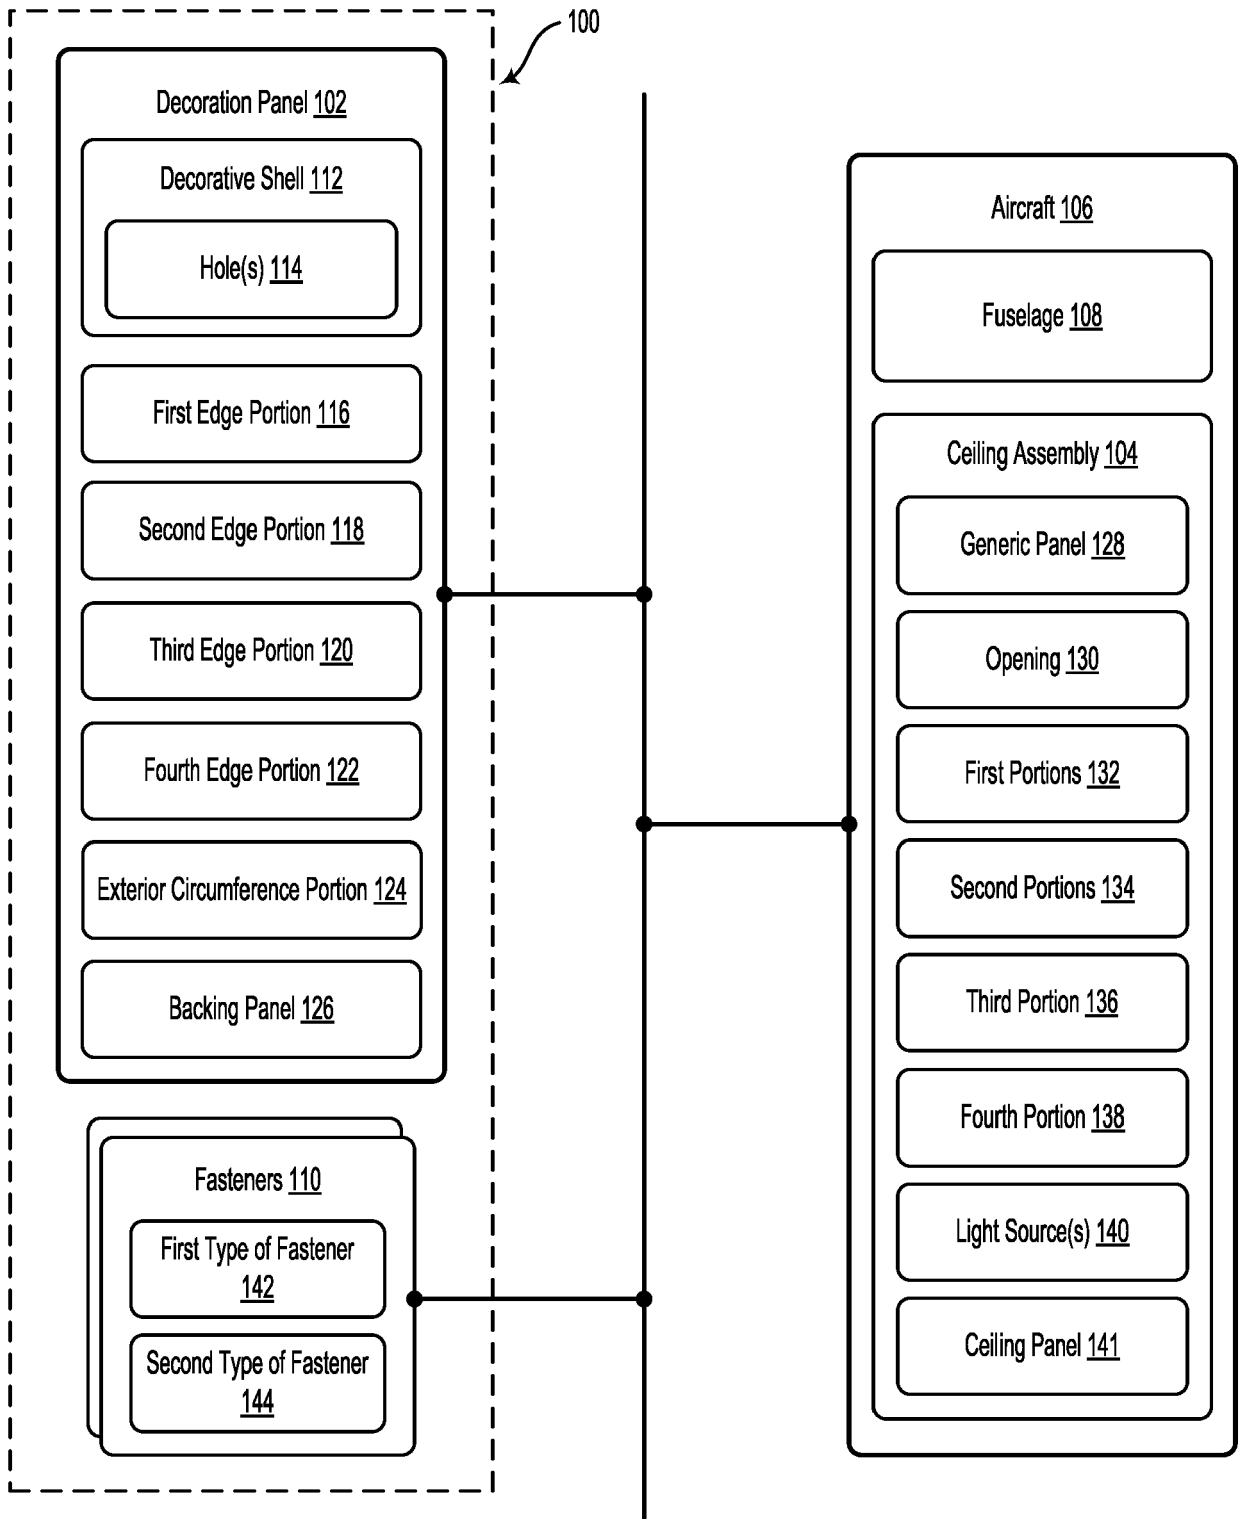 100
Decoration Panel 102
Decorative Shell 112
Hole(s) 114
First Edge Portion 116
Second Edge Portion 118
Third Edge Portion 120
Fourth Edge Portion 122
Exterior Circumference Portion 124
Backing Panel 126
Fasteners 110
First Type of Fastener
142
Second Type of Fastener
144
Aircraft 106
Fuselage 108
Ceiling Assembly 104
Generic Panel 128
Opening 130
First Portions 132
Second Portions 134
Third Portion 136
Fourth Portion 138
Light Source(s) 140
Ceiling Panel 141